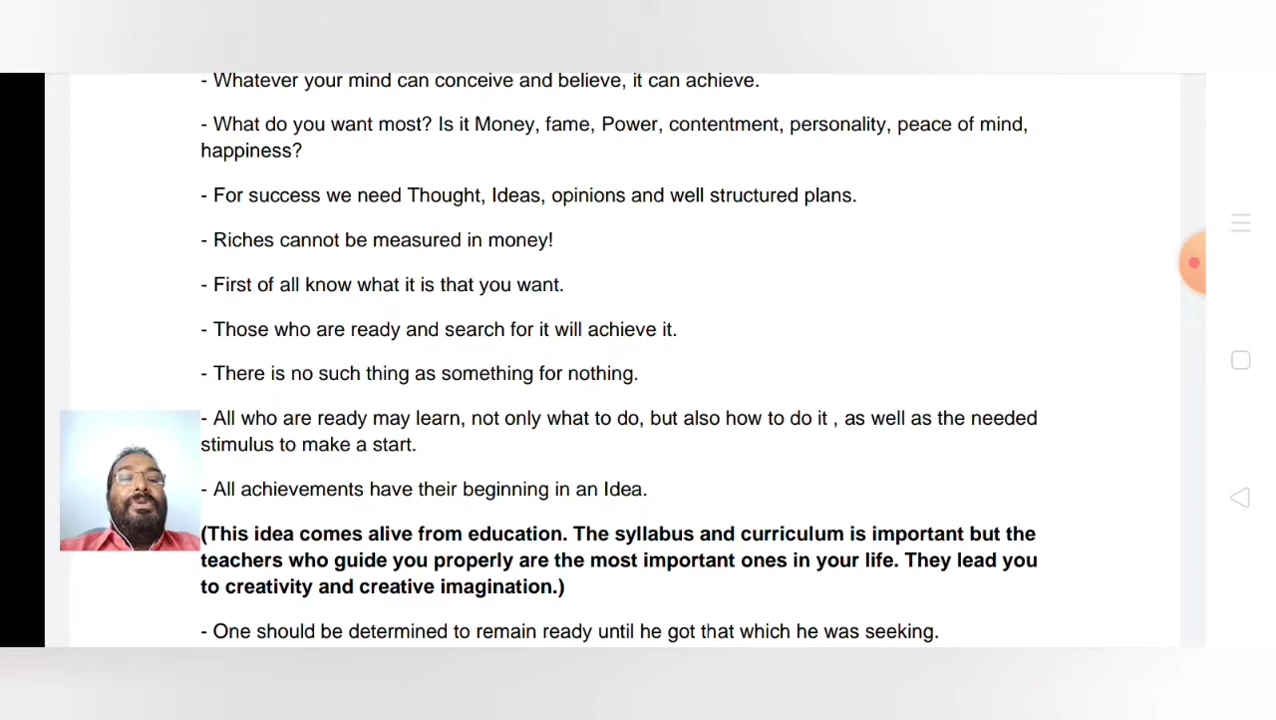 - Whatever your mind can conceive and believe, it can achieve.
- What do you want most? Is it Money, fame, Power, contentment, personality, peace of mind,
happiness?
- For success we need Thought, Ideas, opinions and well structured plans.
- Riches cannot be measured in money!
- First of all know what it is that you want.
- Those who are ready and search for it will achieve it.
- There is no such thing as something for nothing.
- All who are ready may learn, not only what to do, but also how to do it , as well as the needed
stimulus to make a start.
- All achievements have their beginning in an Idea.
(This idea comes alive from education. The syllabus and curriculum is important but the
teachers who guide you properly are the most important ones in your life. They lead you
to creativity and creative imagination.)
- One should be determined to remain ready until he got that which he was seeking.